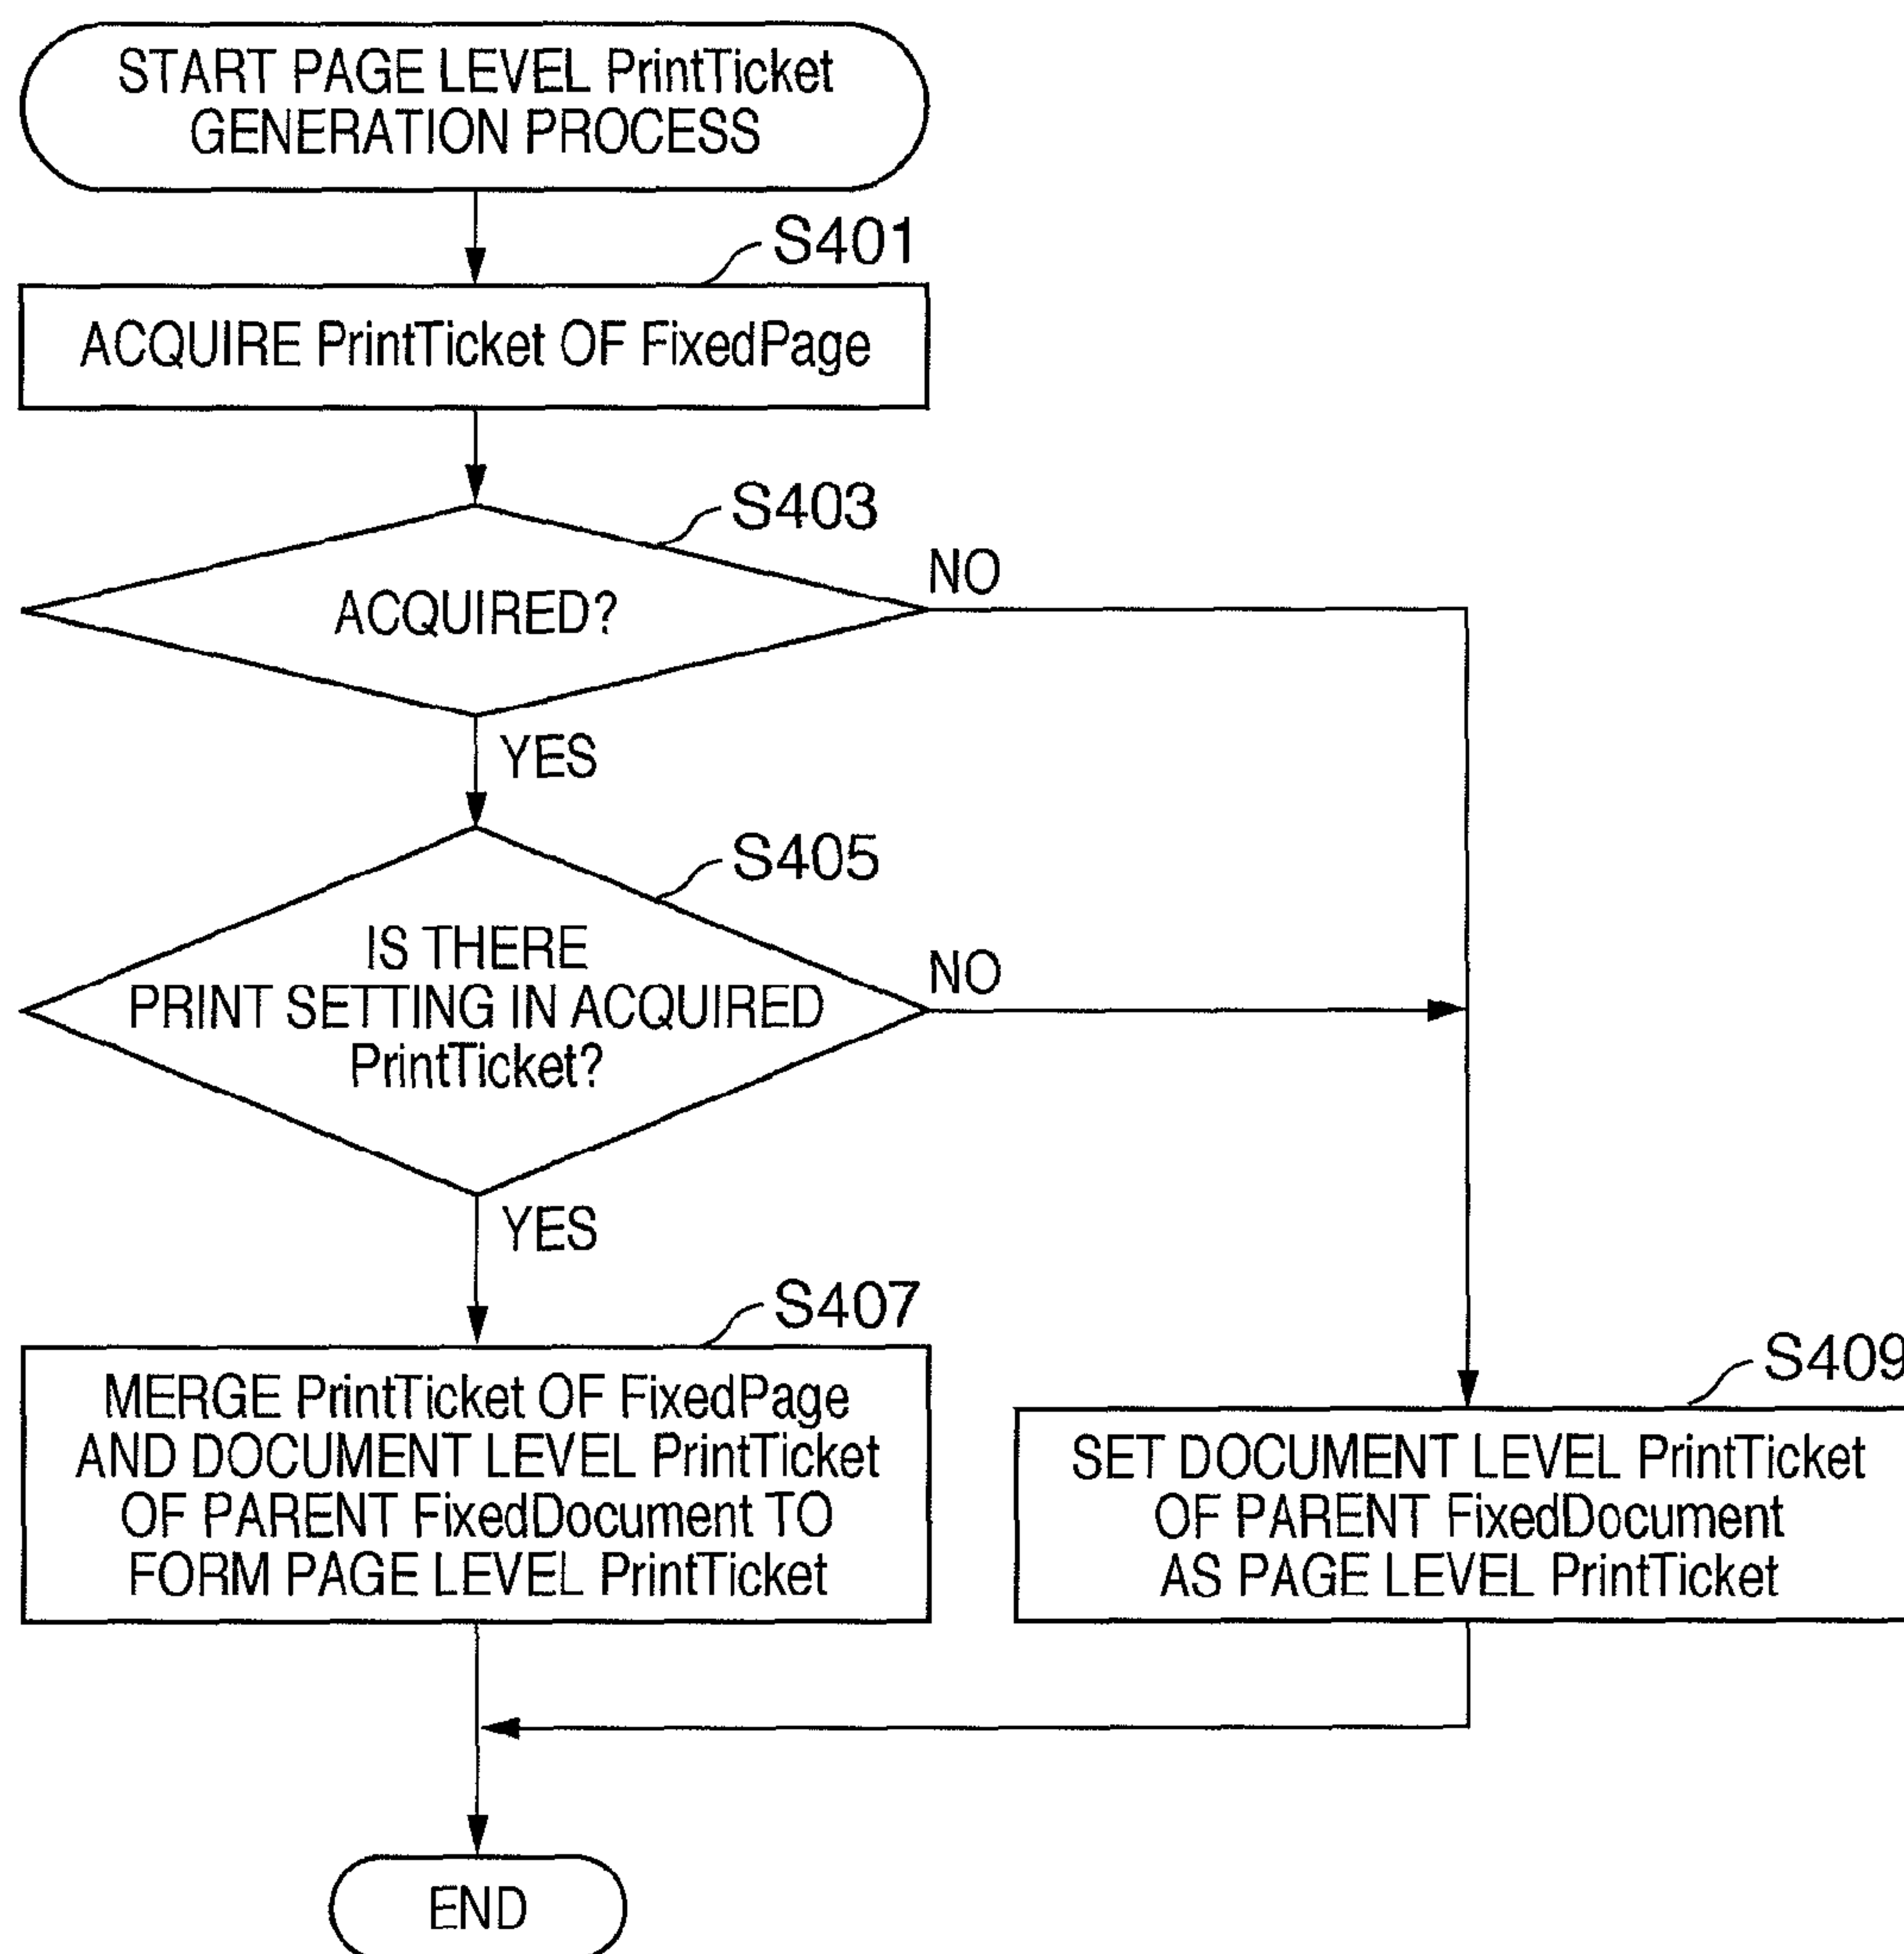 START PAGE LEVEL PrintTicket
GENERATION PROCESS
S401
ACQUIRE PrintTicket OF FixedPage
S403
ACQUIRED?
NO
YES
S405
IS THERE
PRINT SETTING IN ACQUIRED
PrintTicket?
NO
YES
S407
MERGE PrintTicket OF FixedPage
AND DOCUMENT LEVEL PrintTicket
OF PARENT FixedDocument TO
FORM PAGE LEVEL PrintTicket
S409
SET DOCUMENT LEVEL PrintTicket
OF PARENT FixedDocument
AS PAGE LEVEL PrintTicket
END